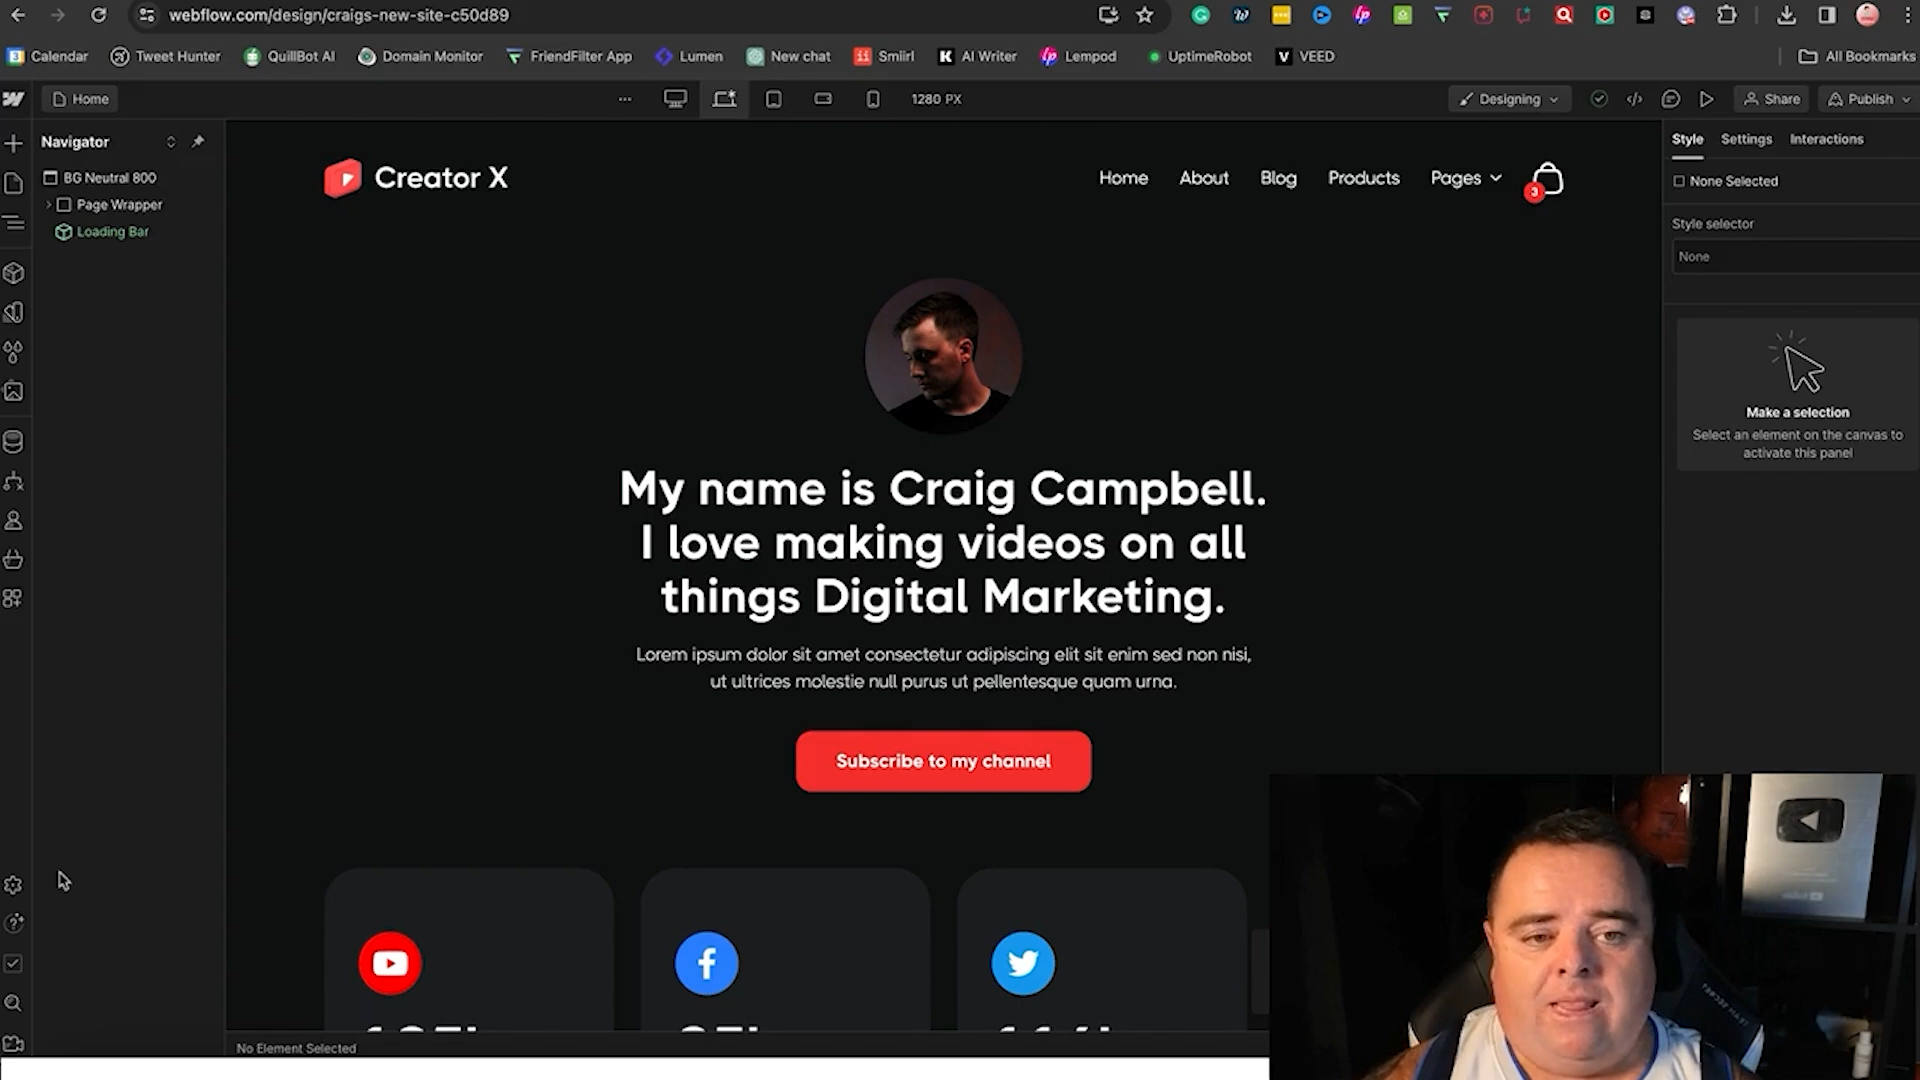 webflow.com/design/craigs-new-site-c50d89
Calendar
Tweet Hunter
QuillBot AI
Domain Monitor
FriendFilter App
Lumen
New chat
Smiirl
AI Writer
Lempod
UptimeRobot
VEED
All Bookmarks
Home
1280 PX
Designing
Share
Publish
Navigator
BG Neutral 800
Page Wrapper
Loading Bar
Creator X
Home
About
Blog
Products
Pages
3
My name is Craig Campbell.
I love making videos on all
things Digital Marketing.
Lorem ipsum dolor sit amet consectetur adipiscing elit sit enim sed non nisi,
ut ultrices molestie null purus ut pellentesque quam urna.
Subscribe to my channel
No Element Selected
Style
Settings
Interactions
None Selected
Style selector
None
Make a selection
Select an element on the canvas to
activate this panel